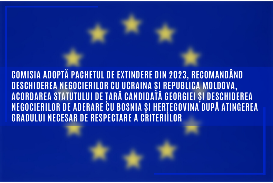 COMISIA ADOPTĂ PACHETUL DE EXTINDERE DIN 2023, RECOMANDÂND
DESCHIDEREA NEGOCIERILOR CU UCRAINA ȘI REPUBLICA MOLDOVA,
ACORDAREA STATUTULUI DE ȚARĂ CANDIDATĂ GEORGIEI ȘI DESCHIDEREA
NEGOCIERILOR DE ADERARE CU BOSNIA ȘI HERȚEGOVINA DUPĂ ATINGEREA
GRADULUI NECESAR DE RESPECTARE A CRITERIILOR